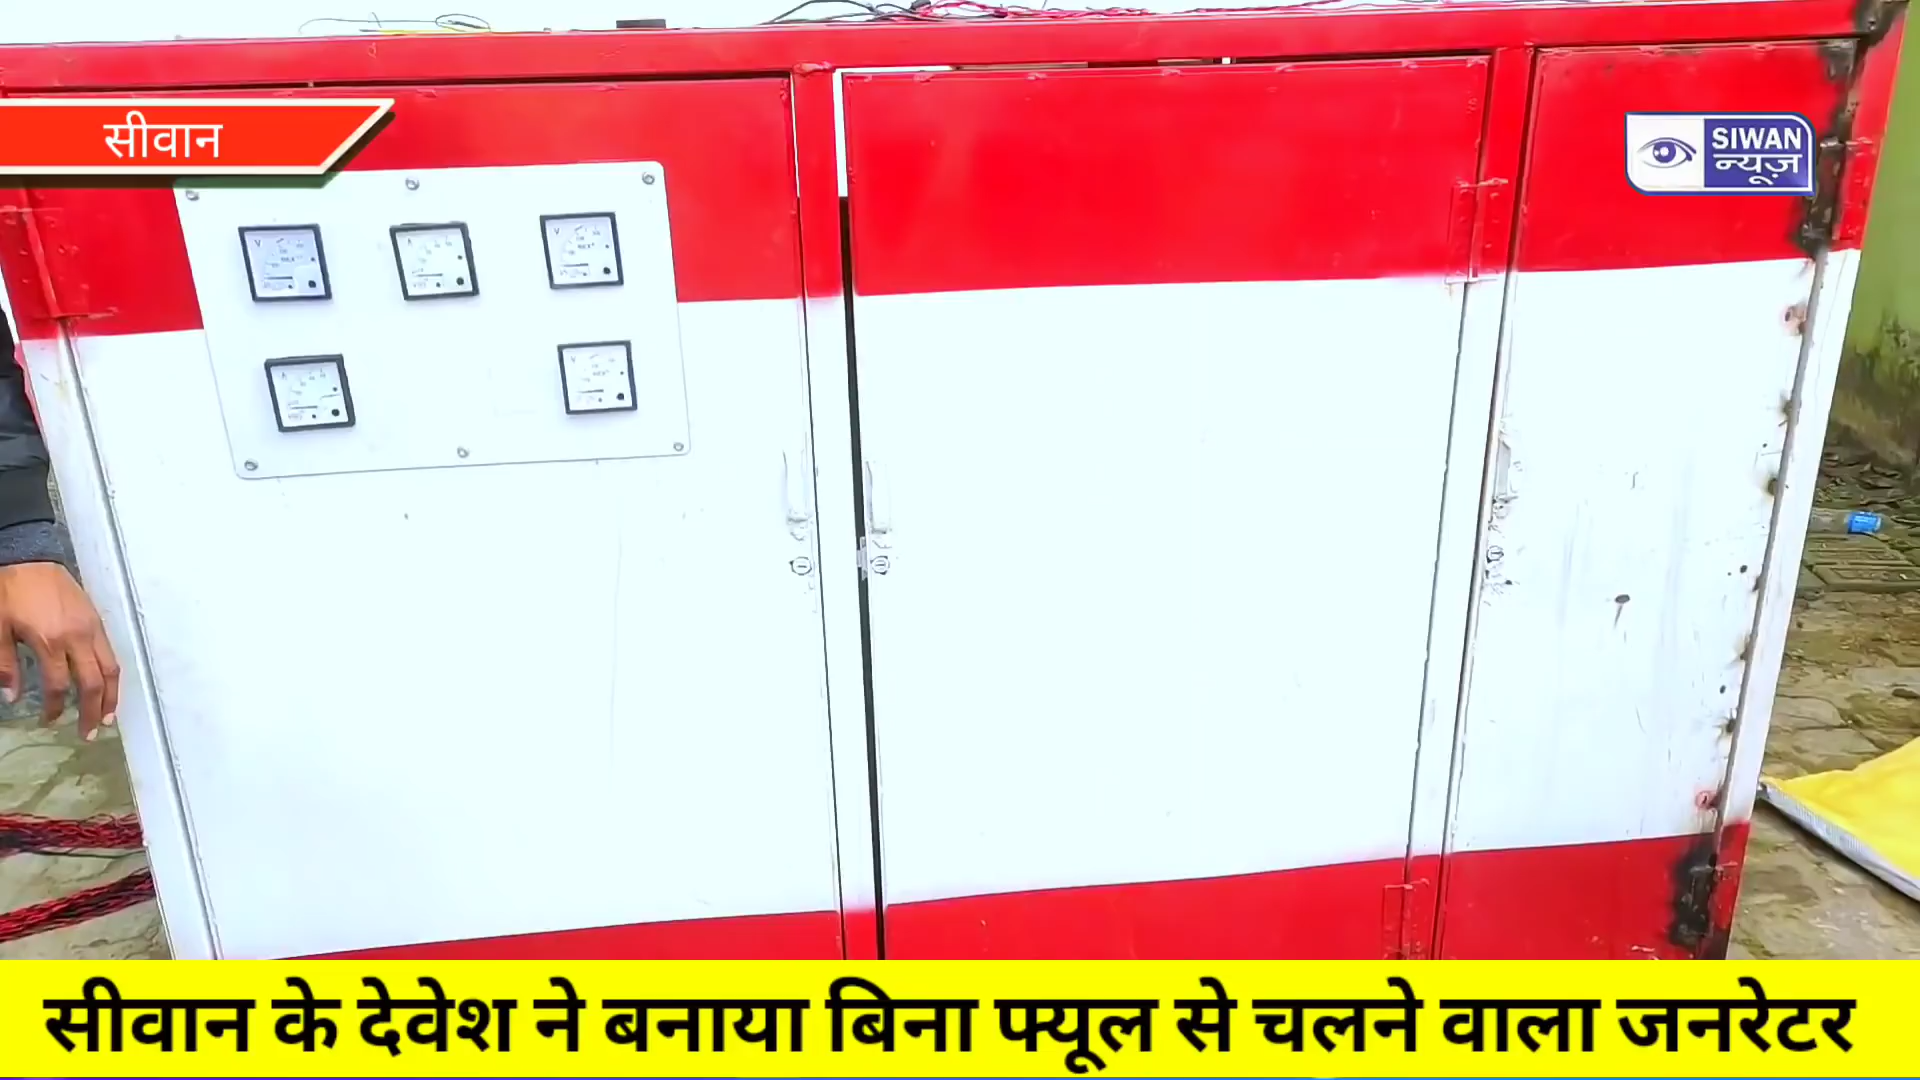 सीवान
SIWAN
न्यूज़
V
A
V
A
V
सीवान के देवेश ने बनाया बिना फ्यूल से चलने वाला जनरेटर